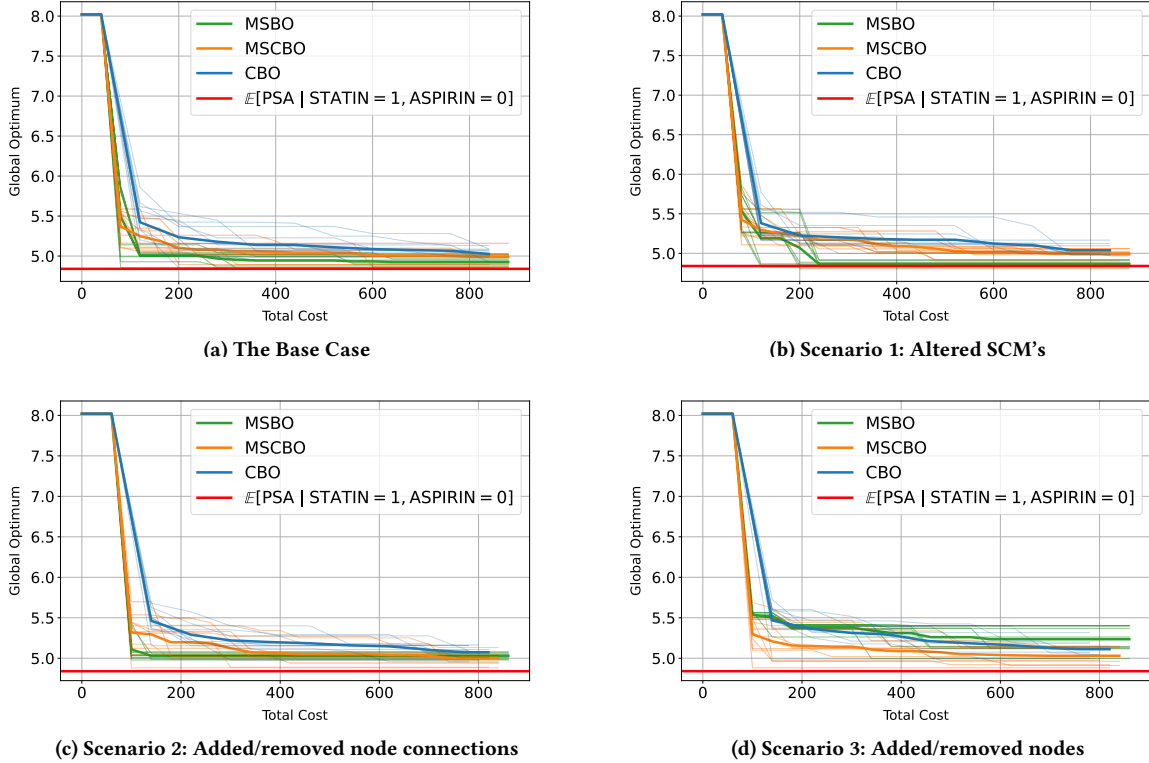 8.0
7.5
7.0
6.5
6.0
5.5
5.0
Global Optimum
0 200 400 600 800
Total Cost
MSBO
MSCBO
CBO
𝔼[PSA | STATIN = 1, ASPIRIN = 0]
(a) The Base Case
8.0
7.5
7.0
6.5
6.0
5.5
5.0
Global Optimum
0 200 400 600 800
Total Cost
MSBO
MSCBO
CBO
𝔼[PSA | STATIN = 1, ASPIRIN = 0]
(b) Scenario 1: Altered SCM's
8.0
7.5
7.0
6.5
6.0
5.5
5.0
Global Optimum
0 200 400 600 800
Total Cost
MSBO
MSCBO
CBO
𝔼[PSA | STATIN = 1, ASPIRIN = 0]
(c) Scenario 2: Added/removed node connections
8.0
7.5
7.0
6.5
6.0
5.5
5.0
Global Optimum
0 200 400 600 800
Total Cost
MSBO
MSCBO
CBO
𝔼[PSA | STATIN = 1, ASPIRIN = 0]
(d) Scenario 3: Added/removed nodes